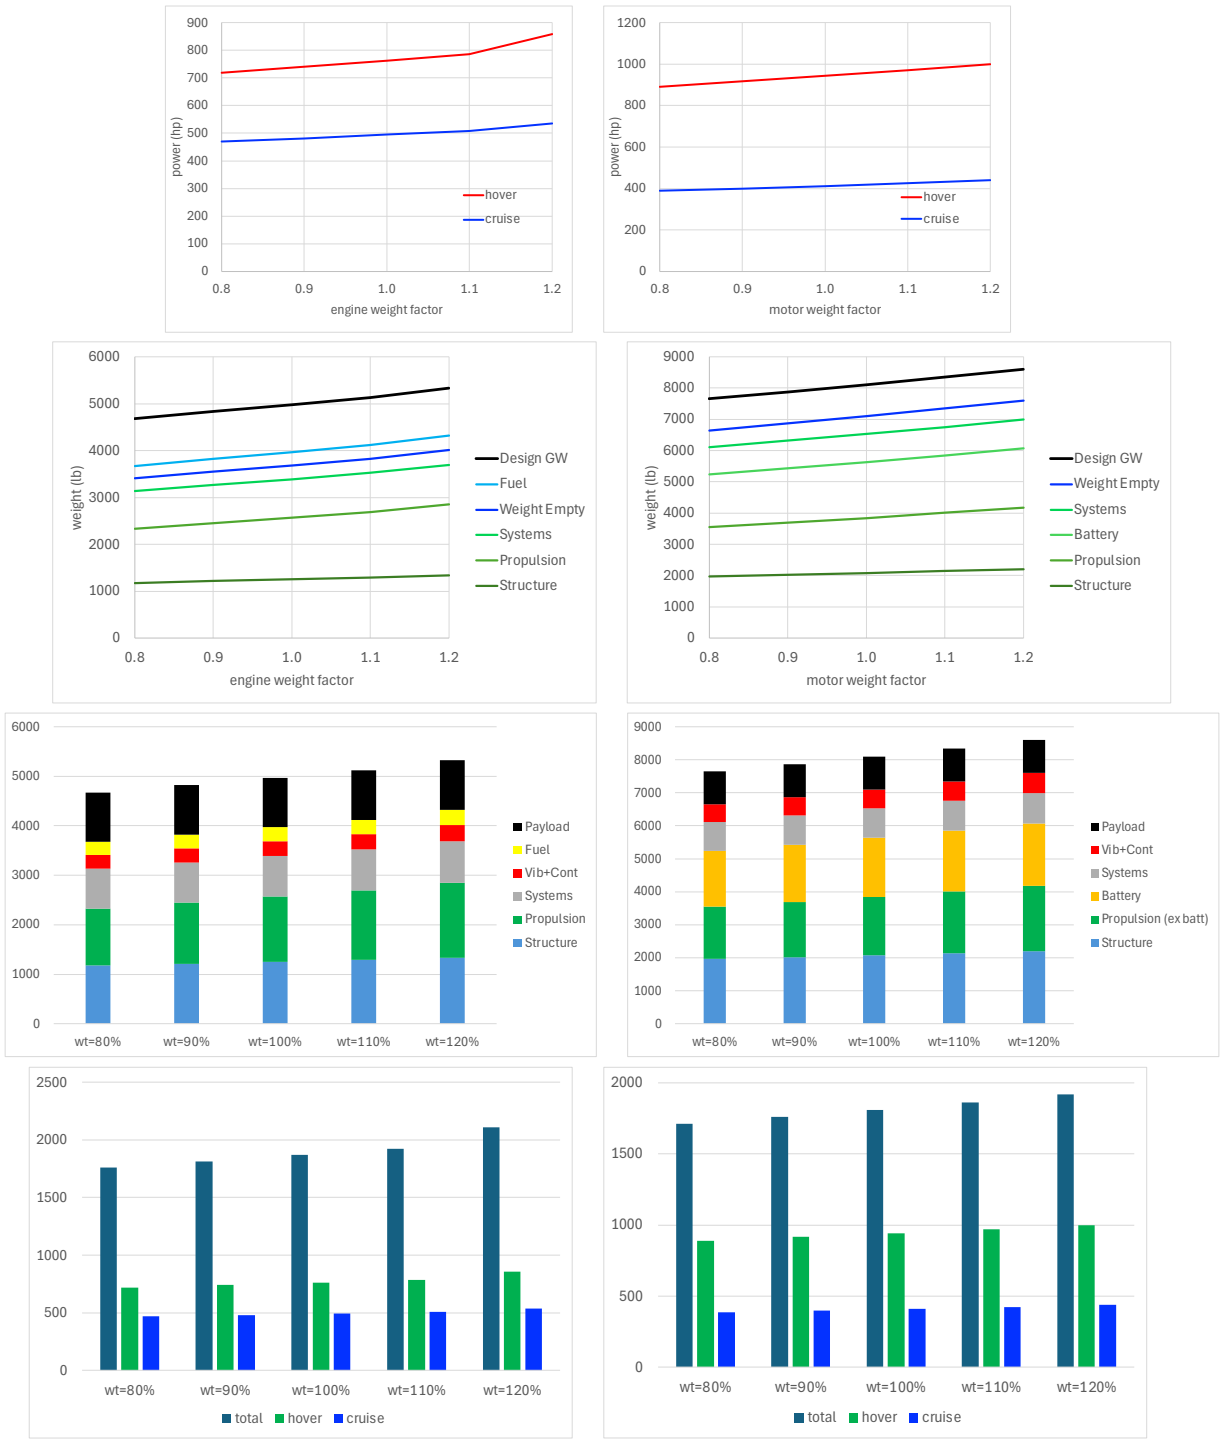 900
800
700
600
500
400
300
200
100
0
power (hp)
hover
cruise
0.8 0.9 1.0 1.1 1.2
engine weight factor
1200
1000
800
600
400
200
0
power (hp)
hover
cruise
0.8 0.9 1.0 1.1 1.2
motor weight factor
6000
5000
4000
3000
2000
1000
0
weight (lb)
Design GW
Fuel
Weight Empty
Systems
Propulsion
Structure
0.8 0.9 1.0 1.1 1.2
engine weight factor
9000
8000
7000
6000
5000
4000
3000
2000
1000
0
weight (lb)
Design GW
Weight Empty
Systems
Battery
Propulsion
Structure
0.8 0.9 1.0 1.1 1.2
motor weight factor
6000
5000
4000
3000
2000
1000
0
Payload
Fuel
Vib+Cont
Systems
Propulsion
Structure
wt=80% wt=90% wt=100% wt=110% wt=120%
9000
8000
7000
6000
5000
4000
3000
2000
1000
0
Payload
Vib+Cont
Systems
Battery
Propulsion (ex batt)
Structure
wt=80% wt=90% wt=100% wt=110% wt=120%
2500
2000
1500
1000
500
0
wt=80% wt=90% wt=100% wt=110% wt=120%
total hover cruise
2000
1500
1000
500
0
wt=80% wt=90% wt=100% wt=110% wt=120%
total hover cruise